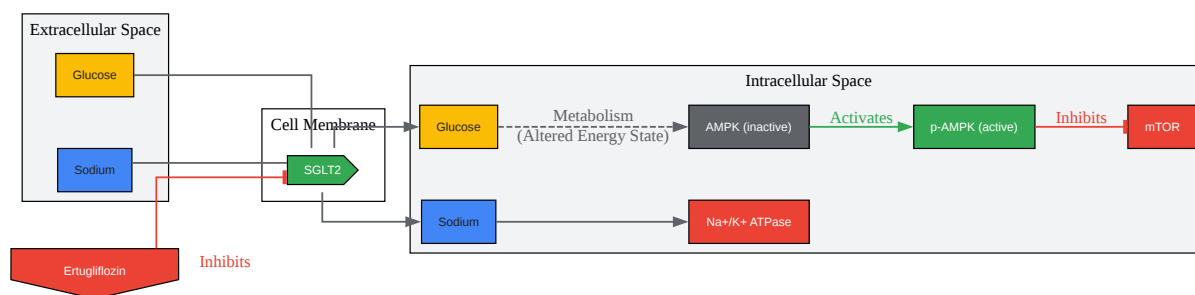 Extracellular Space
Glucose
Sodium
Ertugliflozin
Inhibits
Cell Membrane
SGLT2
Intracellular Space
Glucose
Metabolism
(Altered Energy State)
AMPK (inactive)
Activates
p-AMPK (active)
Inhibits
mTOR
Sodium
Na+/K+ ATPase